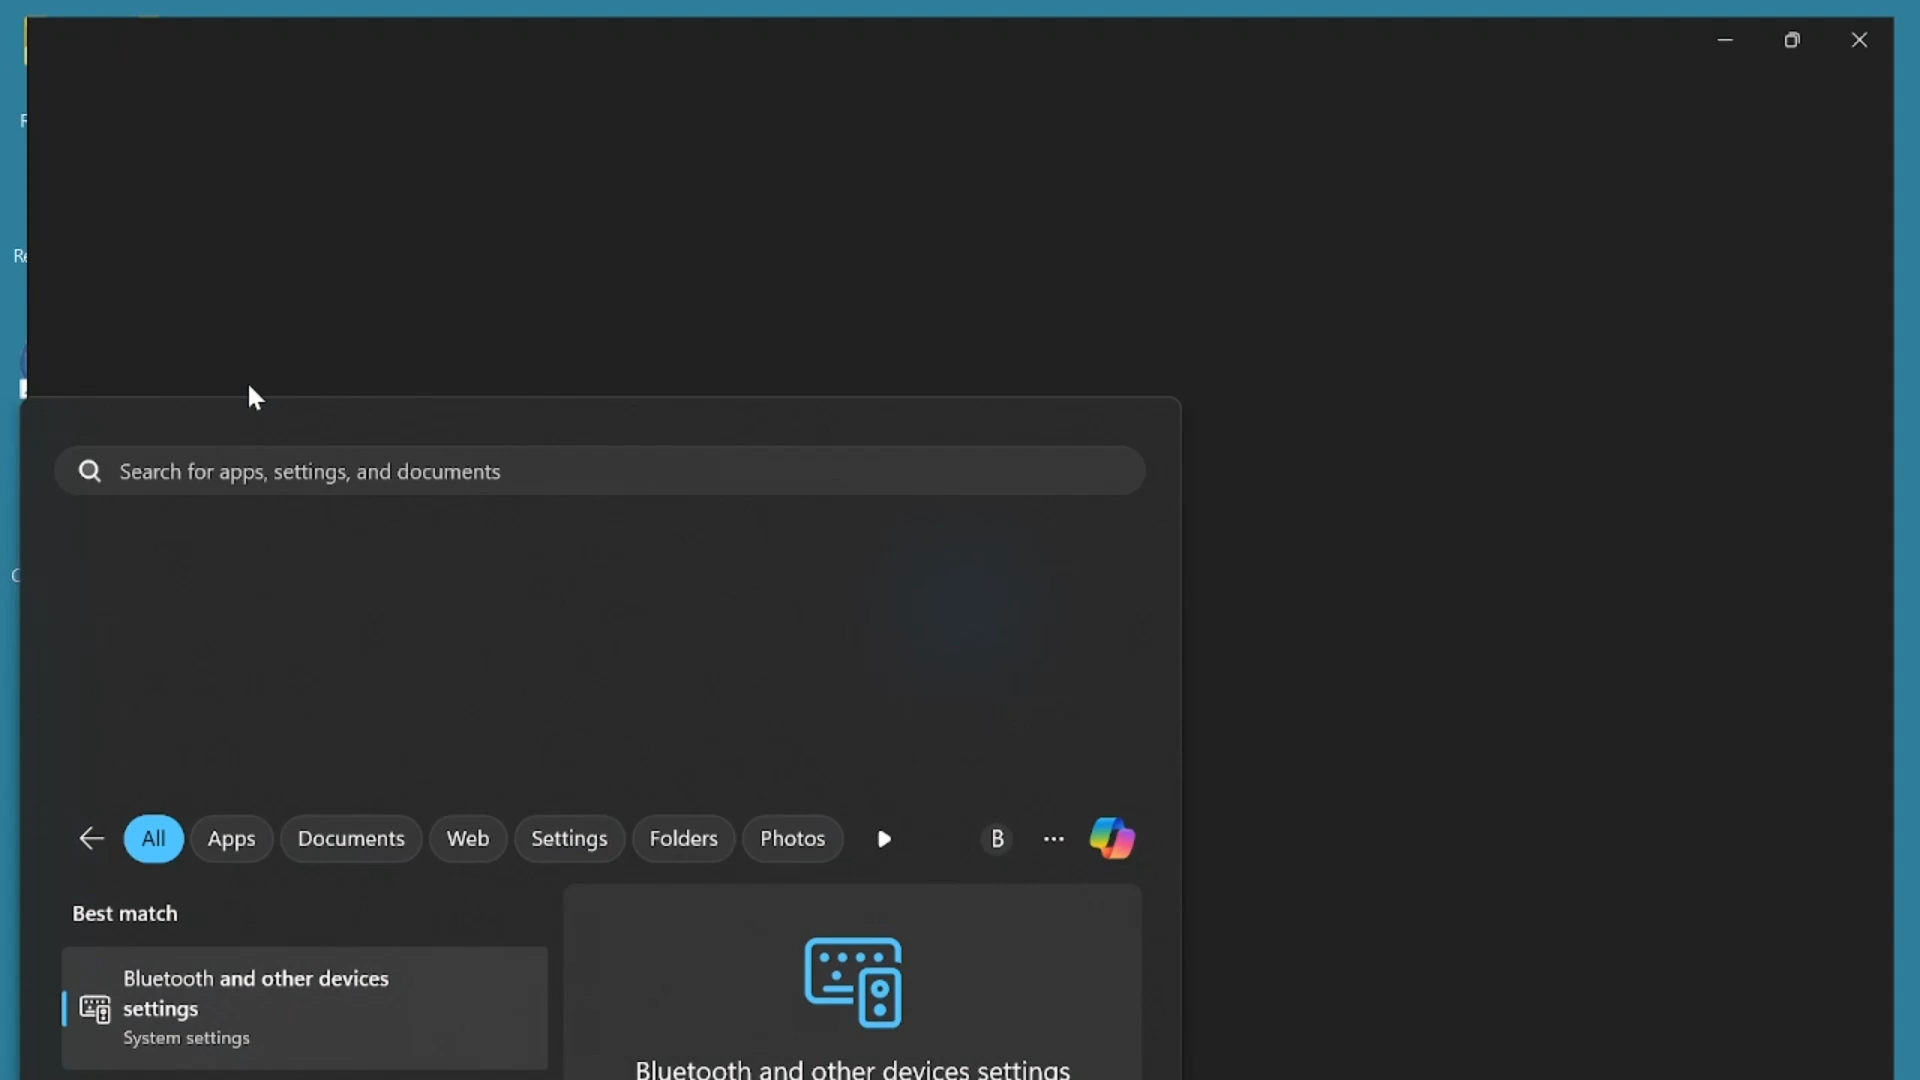 Search for apps, settings, and documents
All Apps Documents Web Settings Folders Photos B ...
Best match
Bluetooth and other devices
settings
System settings
Bluetooth and other devices settings